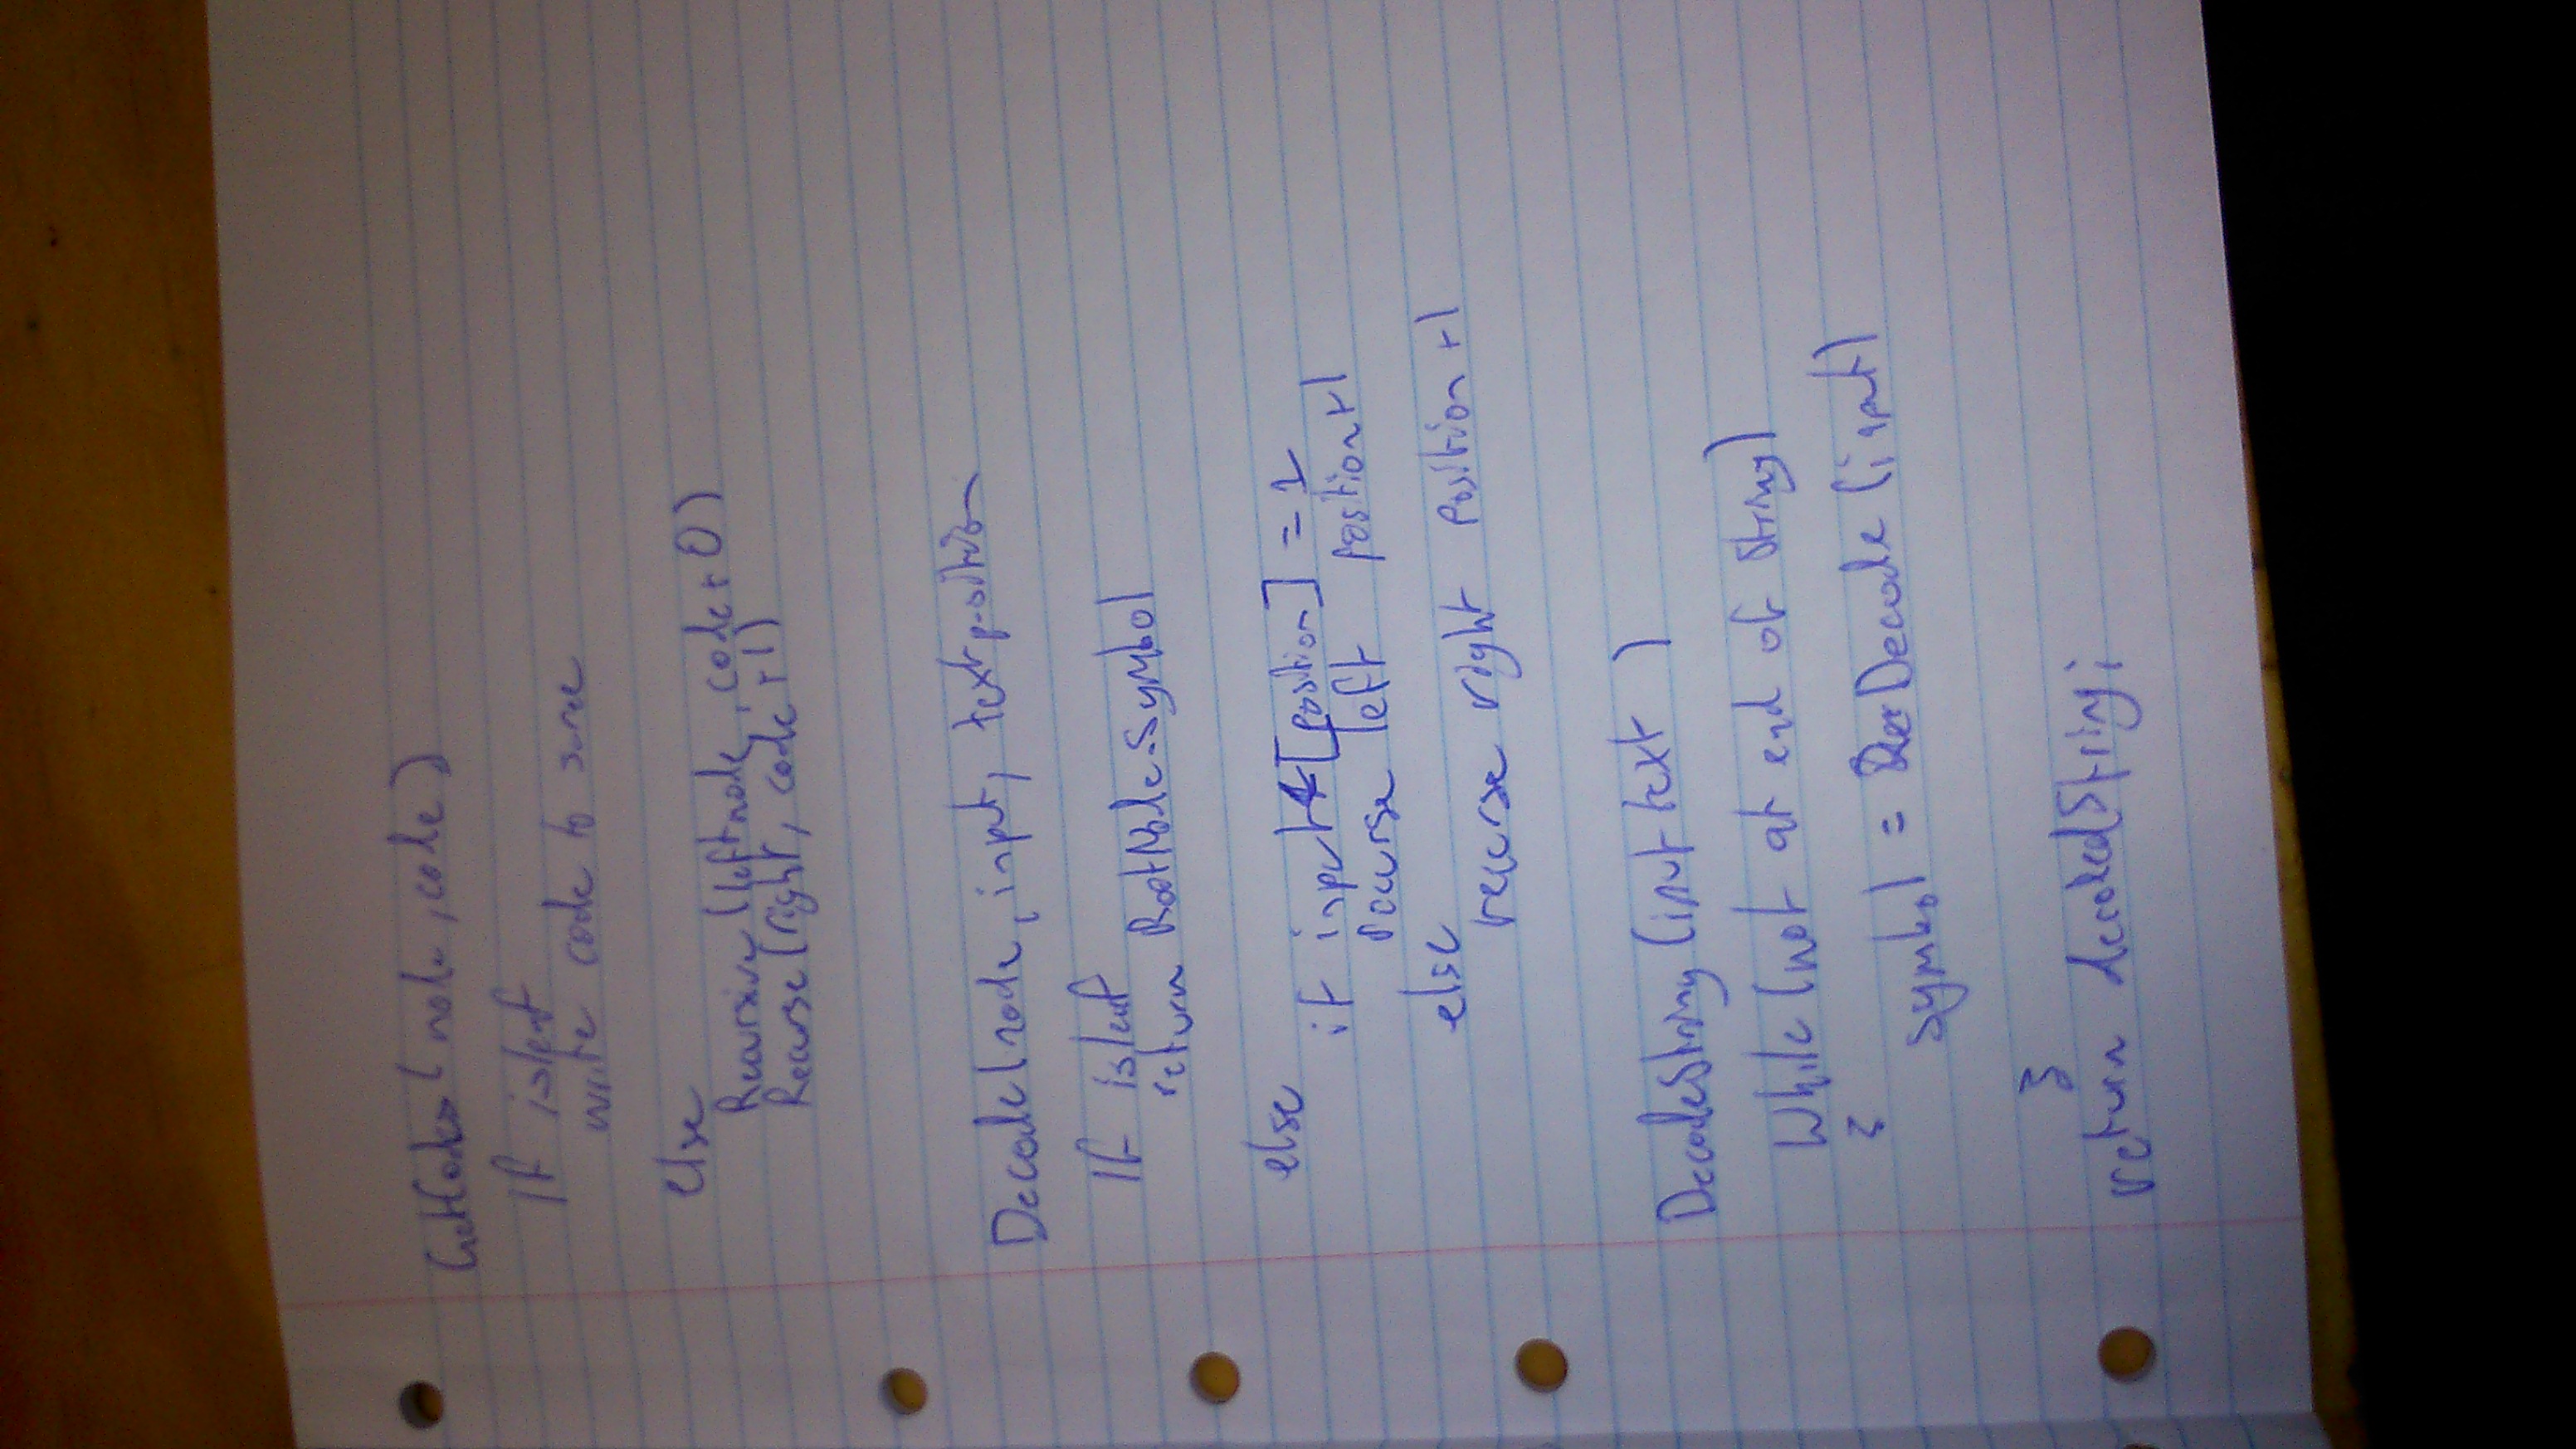 GetCodes(node, code)
If isleaf
write code to
else
Recursive(leftnode, code+0)
Recurse(right, code+1)
Decode(node, input, textposition
If isleaf
return RootNode.symbol
else
if input[position] = 1
recurse left position+1
else
recurse right position+1
DecodeString(input text )
While(not at end of string)
{
symbol = Decode(input)
}
return decodedString;